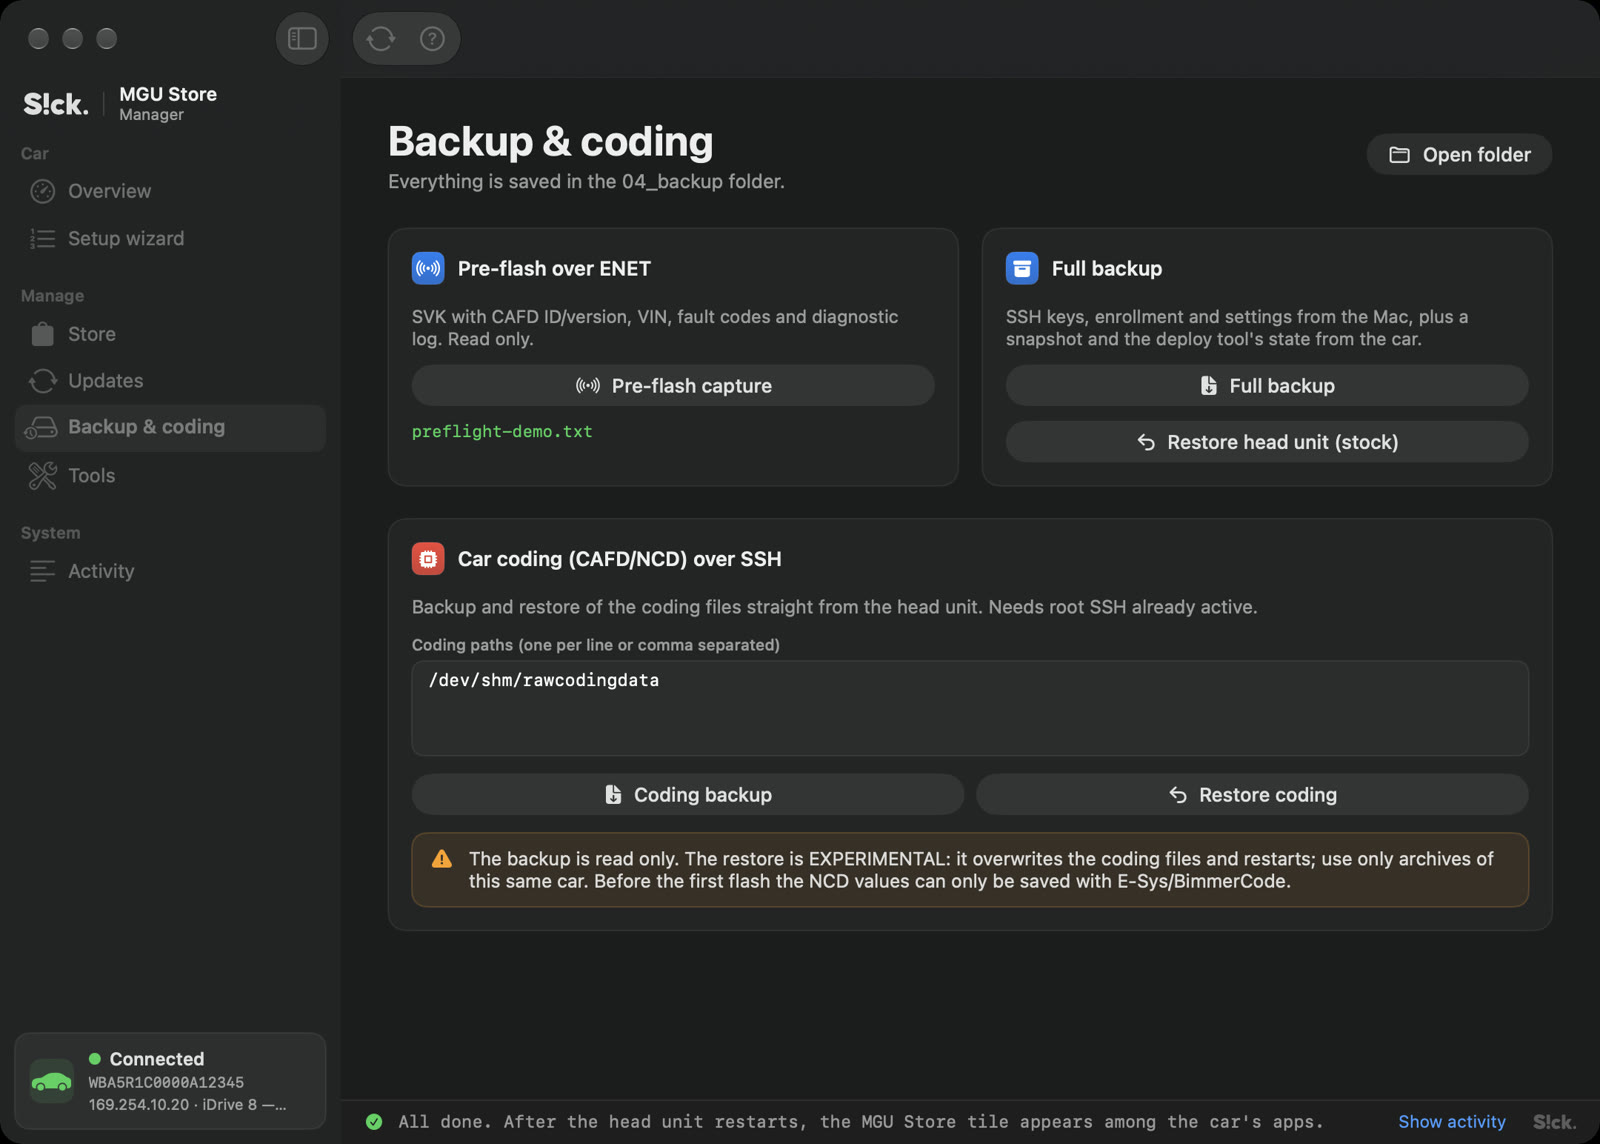 S!ck.
MGU Store
Manager
Car
Overview
Setup wizard
Manage
Store
Updates
Backup & coding
Tools
System
Activity
Connected
WBA5R1C0000A12345
169.254.10.20 · iDrive 8 —...
Backup & coding
Everything is saved in the 04_backup folder.
Open folder
Pre-flash over ENET
SVK with CAFD ID/version, VIN, fault codes and diagnostic
log. Read only.
Pre-flash capture
preflight-demo.txt
Full backup
SSH keys, enrollment and settings from the Mac, plus a
snapshot and the deploy tool's state from the car.
Full backup
Restore head unit (stock)
Car coding (CAFD/NCD) over SSH
Backup and restore of the coding files straight from the head unit. Needs root SSH already active.
Coding paths (one per line or comma separated)
/dev/shm/rawcodingdata
Coding backup
Restore coding
The backup is read only. The restore is EXPERIMENTAL: it overwrites the coding files and restarts; use only archives of
this same car. Before the first flash the NCD values can only be saved with E-Sys/BimmerCode.
All done. After the head unit restarts, the MGU Store tile appears among the car's apps.
Show activity
S!ck.